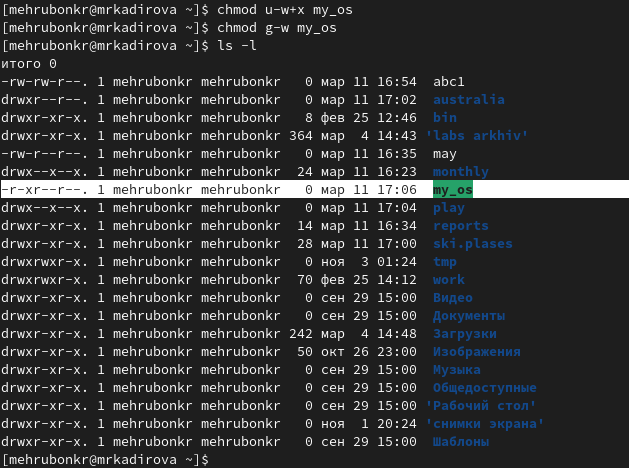 [mehrubonkr@mrkadirova ~]$ chmod u-w+x my_os
[mehrubonkr@mrkadirova ~]$ chmod g-w my_os
[mehrubonkr@mrkadirova ~]$ ls -l
итого 0
-rw-rw-r--. 1 mehrubonkr mehrubonkr   0 мар 11 16:54  abc1
drwxr--r--. 1 mehrubonkr mehrubonkr   0 мар 11 17:02  australia
drwxr-xr-x. 1 mehrubonkr mehrubonkr   8 фев 25 12:46  bin
drwxr-xr-x. 1 mehrubonkr mehrubonkr 364 мар  4 14:43 'labs arkhiv'
-rw-r--r--. 1 mehrubonkr mehrubonkr   0 мар 11 16:35  may
drwx--x--x. 1 mehrubonkr mehrubonkr  24 мар 11 16:23  monthly
-r-xr--r--. 1 mehrubonkr mehrubonkr   0 мар 11 17:06  my_os
drwx--x--x. 1 mehrubonkr mehrubonkr   0 мар 11 17:04  play
drwxr-xr-x. 1 mehrubonkr mehrubonkr  14 мар 11 16:34  reports
drwxr-xr-x. 1 mehrubonkr mehrubonkr  28 мар 11 17:00  ski.plases
drwxrwxr-x. 1 mehrubonkr mehrubonkr   0 ноя  3 01:24  tmp
drwxrwxr-x. 1 mehrubonkr mehrubonkr  70 фев 25 14:12  work
drwxr-xr-x. 1 mehrubonkr mehrubonkr   0 сен 29 15:00  Видео
drwxr-xr-x. 1 mehrubonkr mehrubonkr   0 сен 29 15:00  Документы
drwxr-xr-x. 1 mehrubonkr mehrubonkr 242 мар  4 14:48  Загрузки
drwxr-xr-x. 1 mehrubonkr mehrubonkr  50 окт 26 23:00  Изображения
drwxr-xr-x. 1 mehrubonkr mehrubonkr   0 сен 29 15:00  Музыка
drwxr-xr-x. 1 mehrubonkr mehrubonkr   0 сен 29 15:00  Общедоступные
drwxr-xr-x. 1 mehrubonkr mehrubonkr   0 сен 29 15:00 'Рабочий стол'
drwxr-xr-x. 1 mehrubonkr mehrubonkr   0 ноя  1 20:24 'снимки экрана'
drwxr-xr-x. 1 mehrubonkr mehrubonkr   0 сен 29 15:00  Шаблоны
[mehrubonkr@mrkadirova ~]$